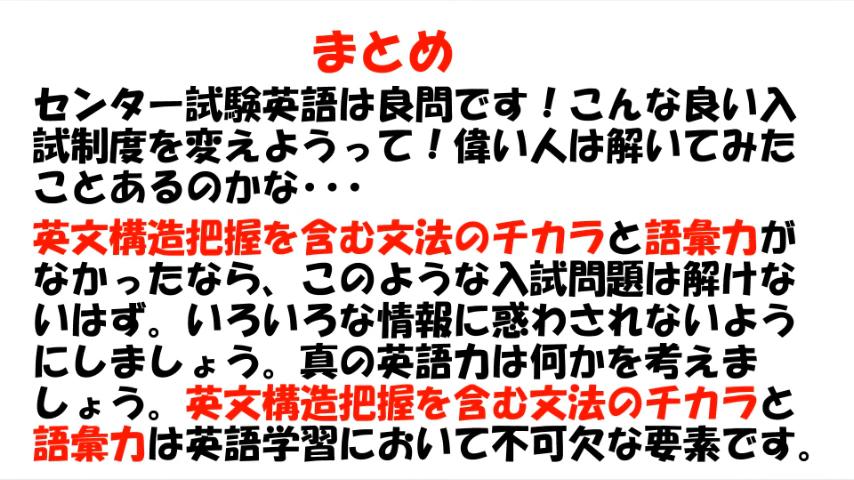 まとめ
センター試験英語は良問です！こんな良い入
試制度を変えようって！偉い人は解いてみた
ことあるのかな･･･
英文構造把握を含む文法のチカラと語彙力が
なかったなら、このような入試問題は解けな
いはず。いろいろな情報に惑わされないよう
にしましょう。真の英語力は何かを考えま
しょう。英文構造把握を含む文法のチカラと
語彙力は英語学習において不可欠な要素です。